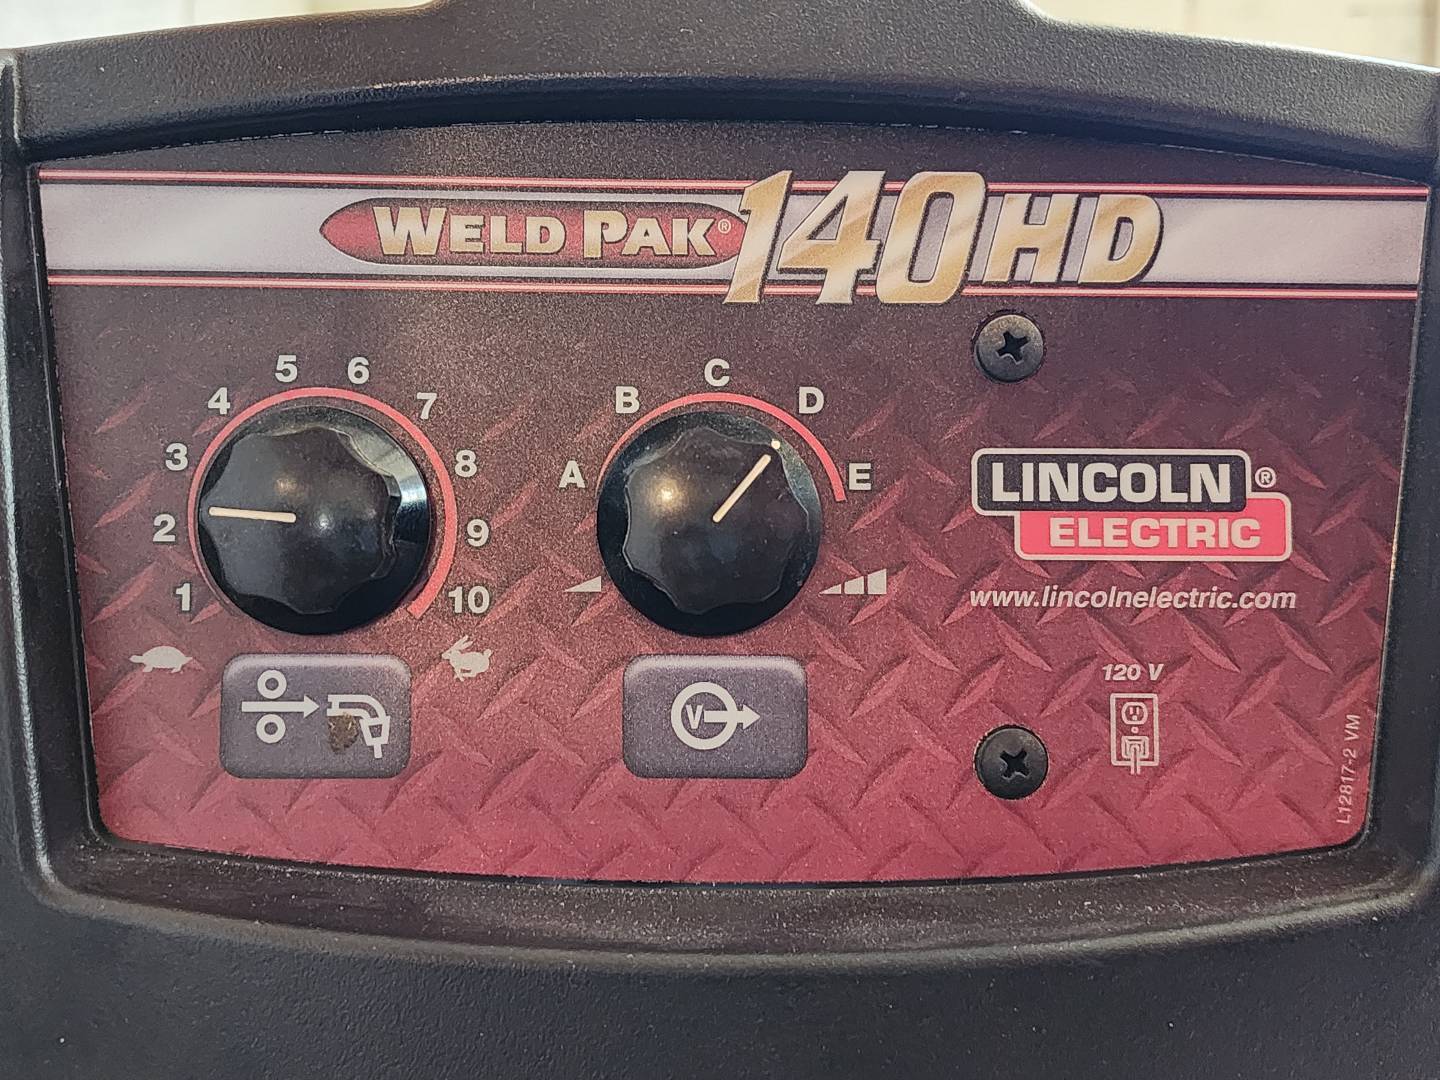 WELD PAK® 140HD
1 2 3 4 5 6 7 8 9 10
A B C D E
V
LINCOLN®
ELECTRIC
www.lincolnelectric.com
120 V
L12817-2 VM